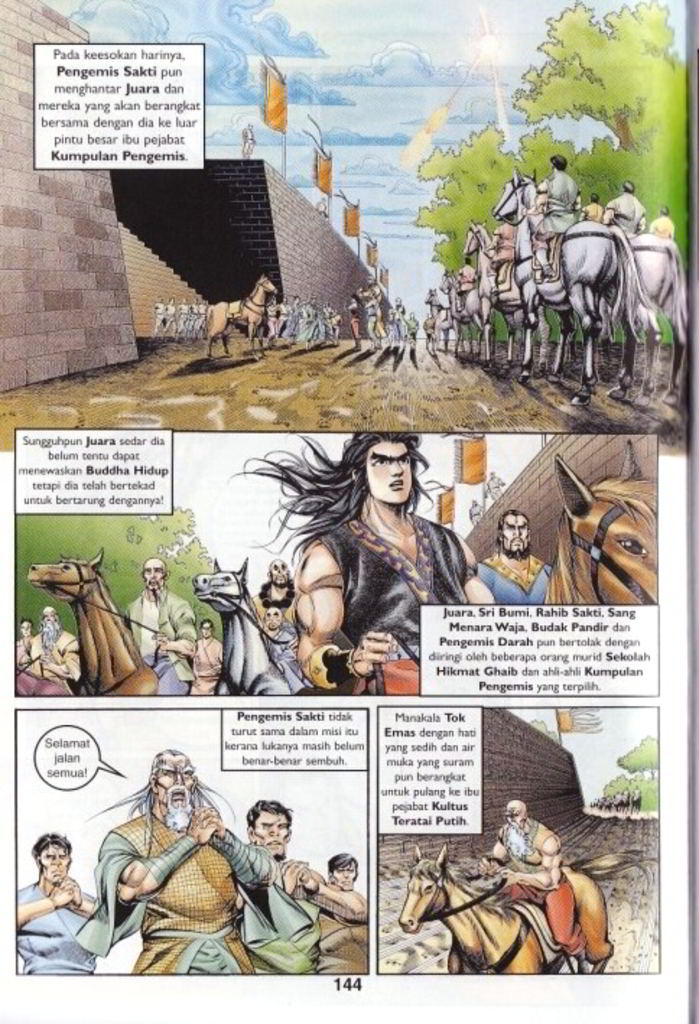 Pada keesokan harinya,
Pengemis Sakti pun
menghantar Juara dan
mereka yang akan berangkat
bersama dengan dia ke luar
pintu besar ibu pejabat
Kumpulan Pengemis.
Sungguhpun Juara sedar dia
belum tentu dapat
menewaskan Buddha Hidup
tetapi dia telah bertekad
untuk bertarung dengannya!
Juara, Sri Bumi, Rahib Sakti, Sang
Menara Waja, Budak Pandir dan
Pengemis Darah pun bertolak dengan
diiringi oleh beberapa orang murid Sekolah
Hikmat Ghaib dan ahli-ahli Kumpulan
Pengemis yang terpilih.
Selamat
jalan
semua!
Pengemis Sakti tidak
turut sama dalam misi itu
kerana lukanya masih belum
benar-benar sembuh.
Manakala Tok
Emas dengan hati
yang sedih dan air
muka yang suram
pun berangkat
untuk pulang ke ibu
pejabat Kultus
Teratai Putih.
144